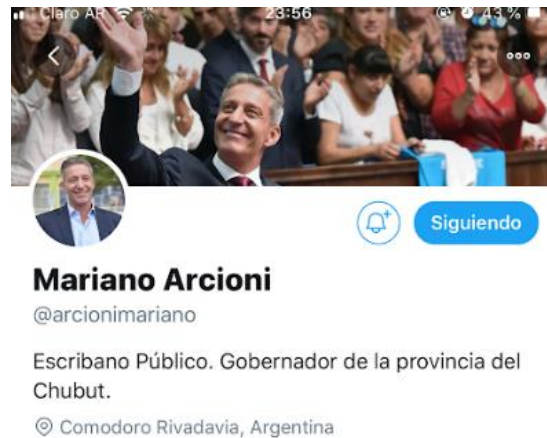 Claro AR 23:56 43 %
Siguiendo
Mariano Arcioni
@arcionimariano
Escribano Público. Gobernador de la provincia del
Chubut.
Comodoro Rivadavia, Argentina